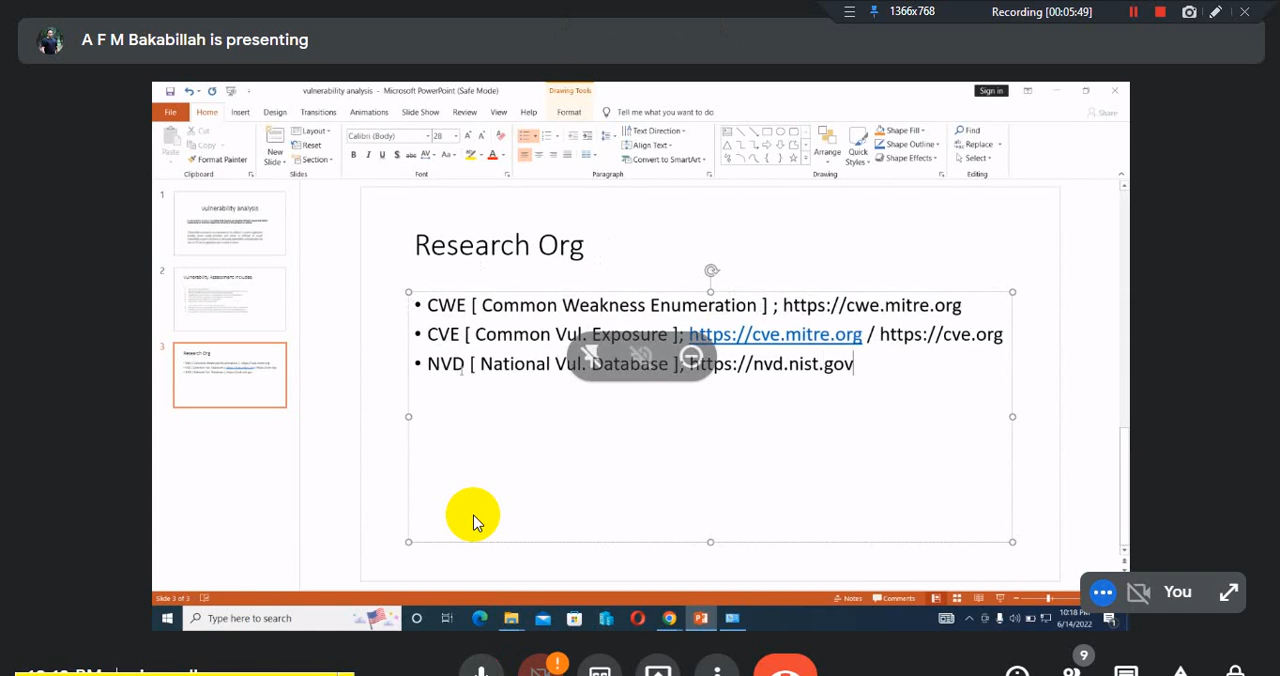 1366x768
Recording [00:05:49]
A F M Bakabillah is presenting
vulnerability analysis - Microsoft PowerPoint (Safe Mode)
Drawing Tools
Sign in
File Home Insert Design Transitions Animations Slide Show Review View Help Format Tell me what you want to do
Share
Paste
Cut
Copy
Format Painter
Clipboard
New Slide
Layout
Reset
Section
Slides
Calibri (Body) 28
Font
Text Direction
Align Text
Convert to SmartArt
Paragraph
Arrange
Quick Styles
Shape Fill
Shape Outline
Shape Effects
Drawing
Find
Replace
Select
Editing
1
vulnerability analysis
2
Vulnerability Assessment Includes
3
Research Org
Research Org
• CWE [ Common Weakness Enumeration ] ; https://cwe.mitre.org
• CVE [ Common Vul. Exposure ]; https://cve.mitre.org / https://cve.org
• NVD [ National Vul. Database ]; https://nvd.nist.gov
You
Slide 3 of 3
Notes
Comments
Type here to search
10:18 PM
6/14/2022
9